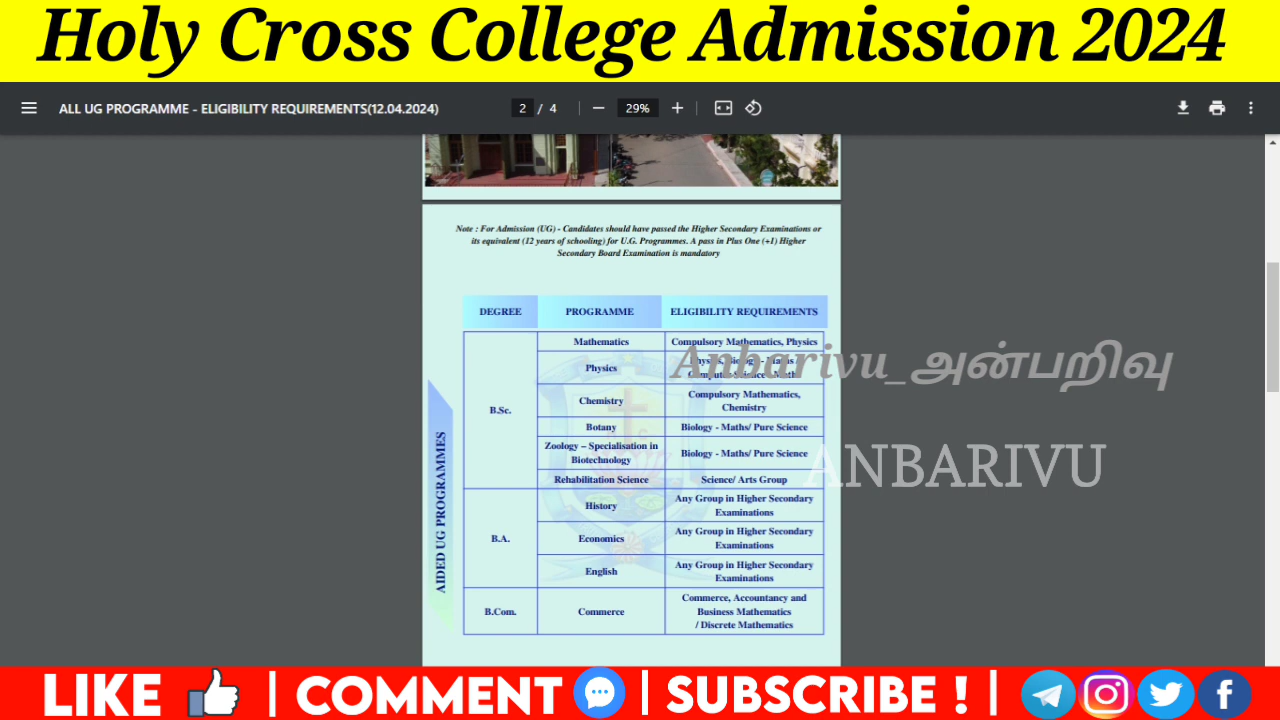 Holy Cross College Admission 2024
ALL UG PROGRAMME - ELIGIBILITY REQUIREMENTS(12.04.2024)
2 / 4
29%
Note : For Admission (UG) - Candidates should have passed the Higher Secondary Examinations or
its equivalent (12 years of schooling) for U.G. Programmes. A pass in Plus One (+1) Higher
Secondary Board Examination is mandatory
DEGREE PROGRAMME ELIGIBILITY REQUIREMENTS
AIDED UG PROGRAMMES
B.Sc.
Mathematics
Compulsory Mathematics, Physics
Physics
Physics, Biology - Maths /
Computer Science - Maths
Chemistry
Compulsory Mathematics,
Chemistry
Botany
Biology - Maths/ Pure Science
Zoology – Specialisation in
Biotechnology
Biology - Maths/ Pure Science
Rehabilitation Science
Science/ Arts Group
B.A.
History
Any Group in Higher Secondary
Examinations
Economics
Any Group in Higher Secondary
Examinations
English
Any Group in Higher Secondary
Examinations
B.Com.
Commerce
Commerce, Accountancy and
Business Mathematics
/ Discrete Mathematics
Anbarivu_அன்பறிவு
ANBARIVU
LIKE | COMMENT | SUBSCRIBE ! |